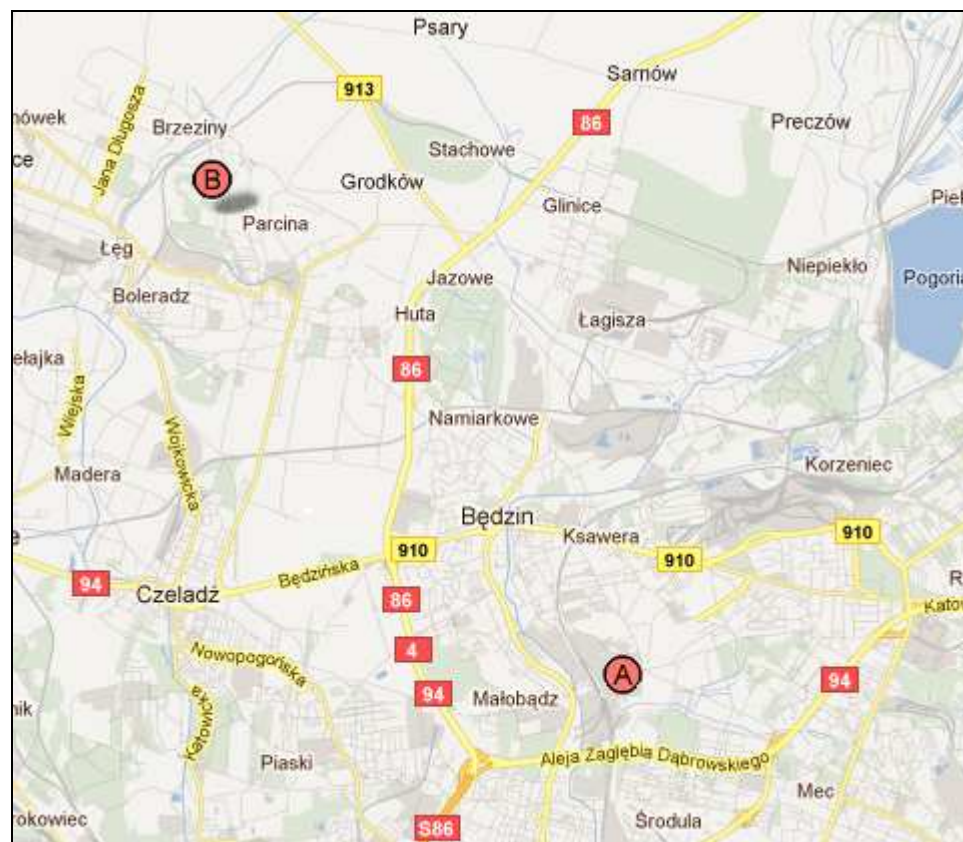 Psary
Sarnów
913
86
Preczów
Brzeziny
Jana Długosza
Stachowe
B
Grodków
Glinice
Parcina
Łęg
Niepiekło
Jazowe
Boleradz
Huta
Łagisza
86
Wiejska
Namiarkowe
Wojkowicka
Madera
Korzeniec
Będzin
Ksawera
910
910
910
94
Będzińska
Czeladź
86
4
Nowopogońska
A
94
94
Małobądz
Katowicka
Piaski
Aleja Zagłębia Dąbrowskiego
Mec
S86
Środula